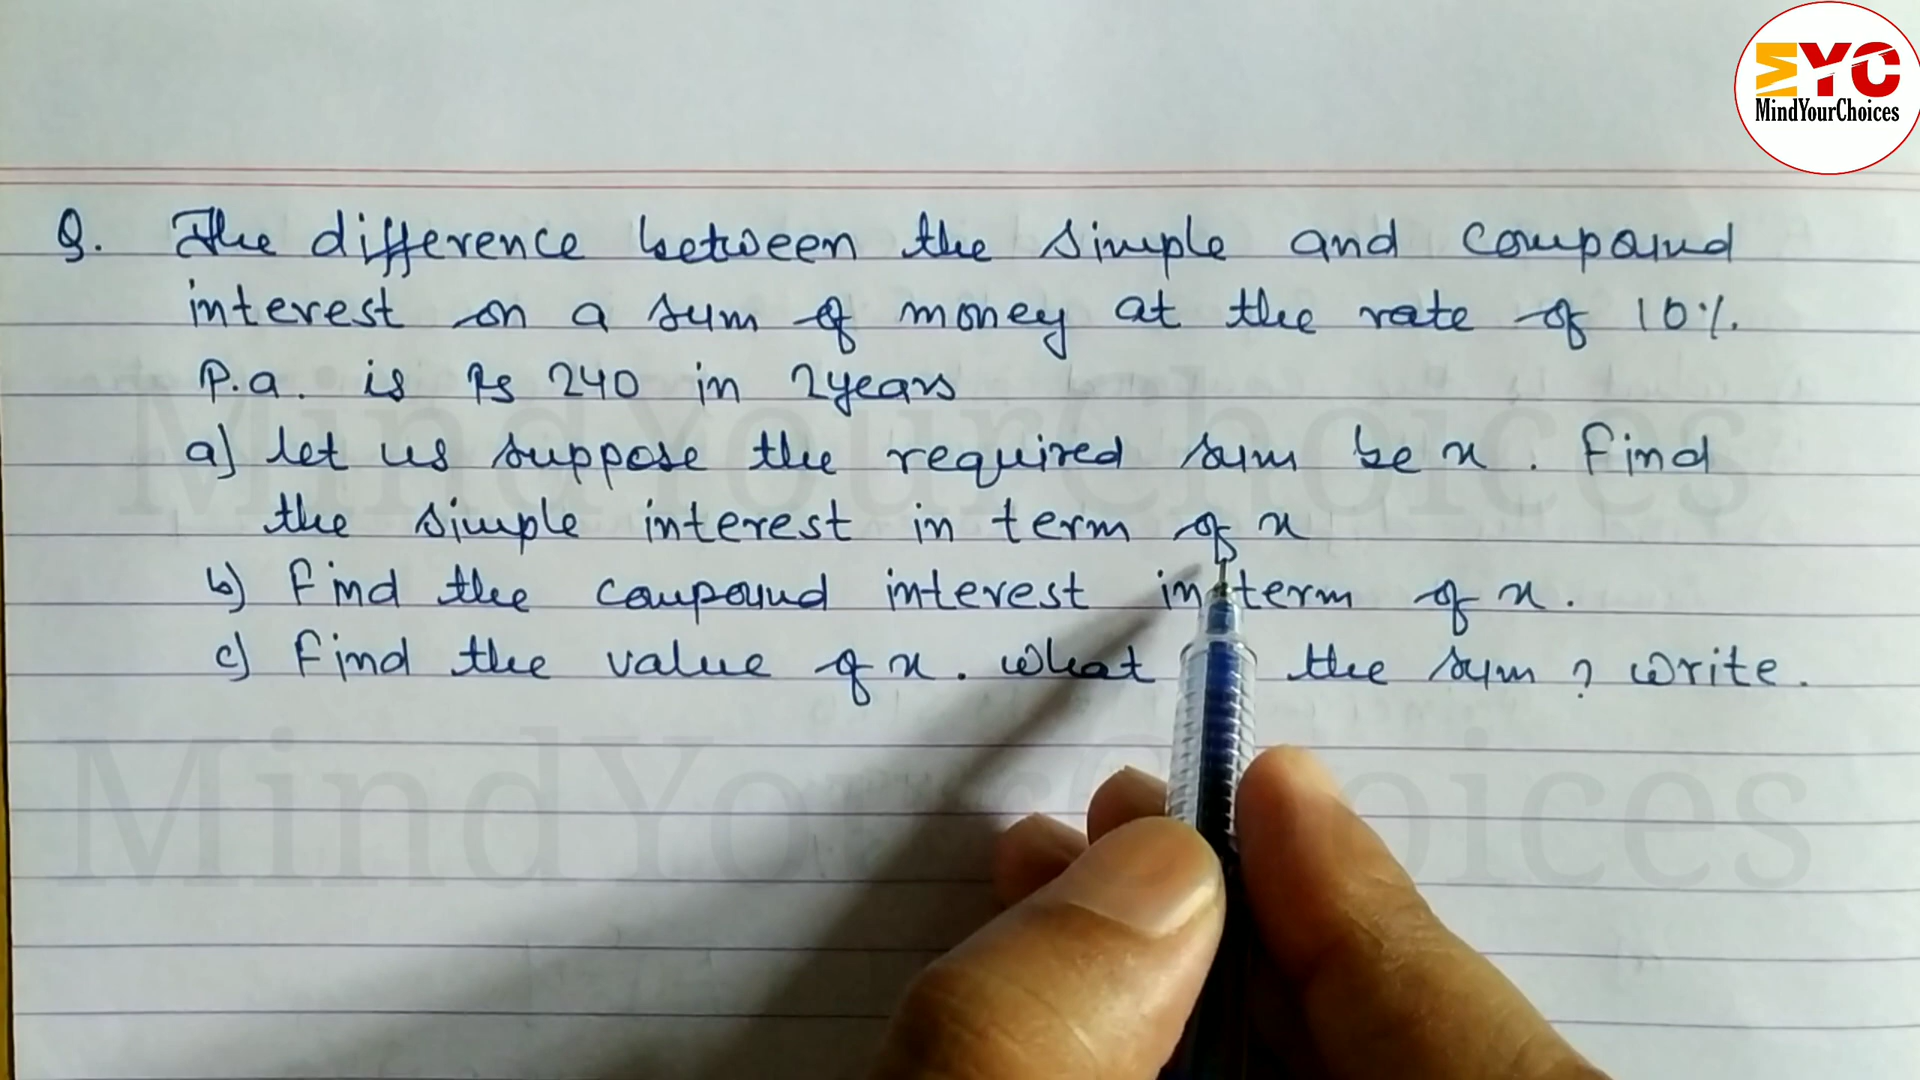 MYC
MindYourChoices
Q. The difference between the simple and compound
interest on a sum of money at the rate of 10%.
P.a. is Rs 240 in 2years
a) let us suppose the required sum be x. Find
the simple interest in term of x
b) Find the compound interest in term of x.
c) Find the value of x. What the sum? Write.
MindYourChoices
MindYourChoices